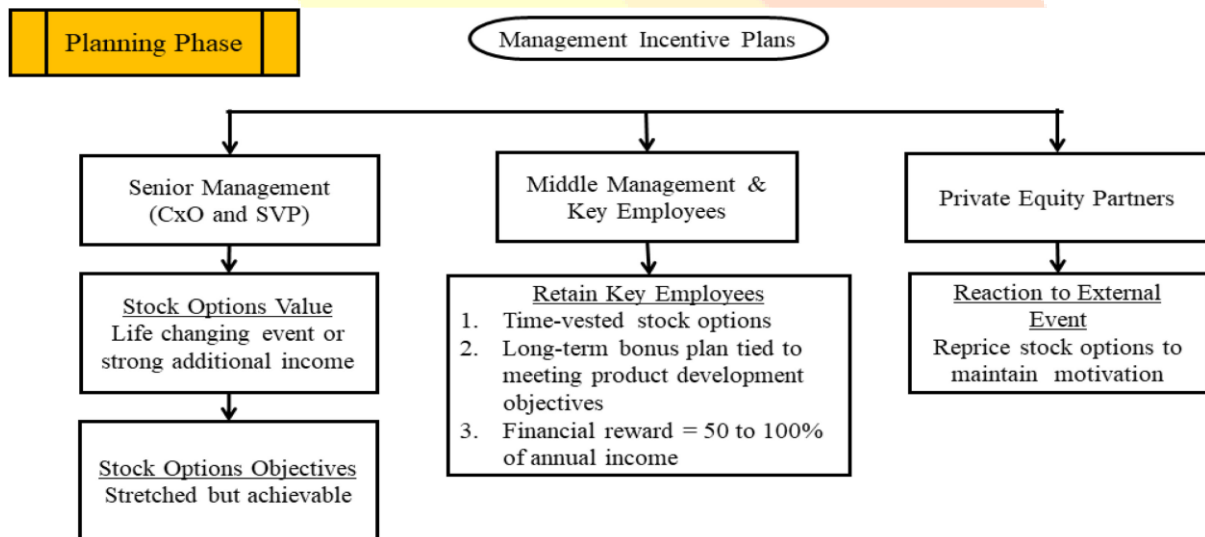 Planning Phase
Management Incentive Plans
Senior Management
(CxO and SVP)
Stock Options Value
Life changing event or
strong additional income
Stock Options Objectives
Stretched but achievable
Middle Management &
Key Employees
Retain Key Employees
1. Time-vested stock options
2. Long-term bonus plan tied to
meeting product development
objectives
3. Financial reward = 50 to 100%
of annual income
Private Equity Partners
Reaction to External
Event
Reprice stock options to
maintain motivation